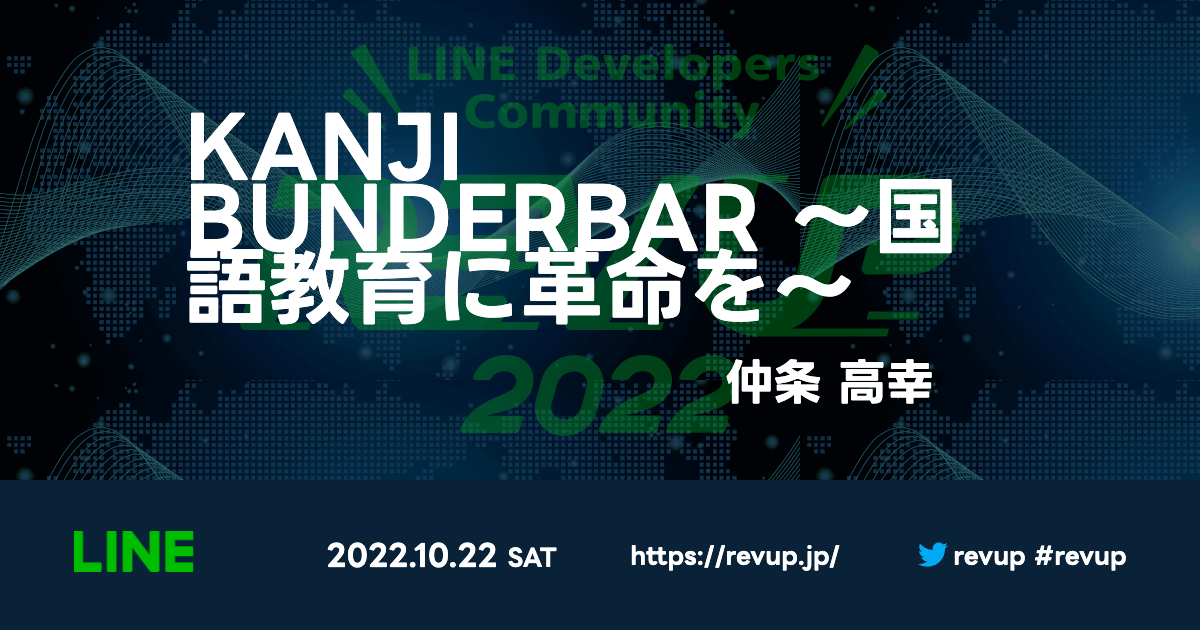 LINE Developers
Community
KANJI
BUNDERBAR 〜国
語教育に革命を〜
2022
仲条 高幸
LINE
2022.10.22 SAT
https://revup.jp/
revup #revup